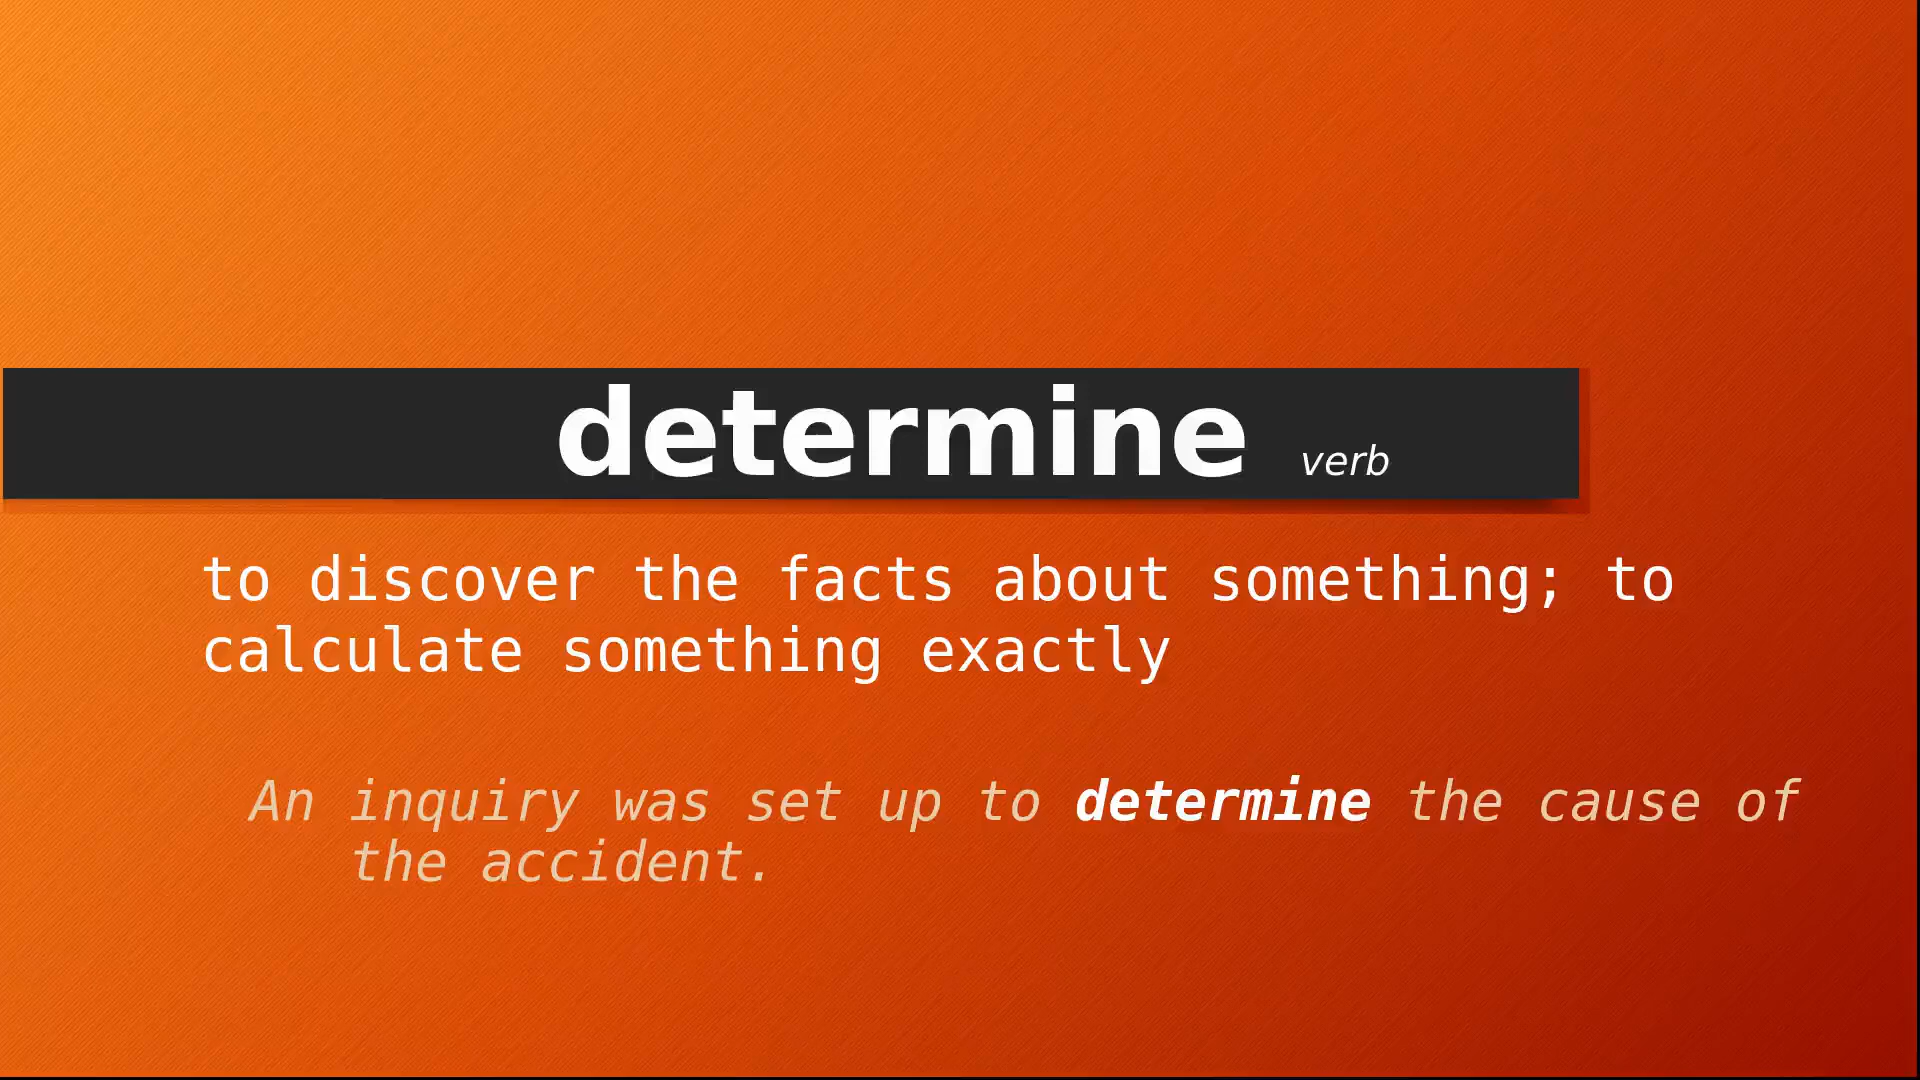 determine verb
to discover the facts about something; to
calculate something exactly
An inquiry was set up to determine the cause of
the accident.